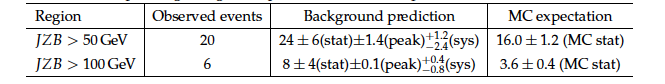 Region Observed events Background prediction MC expectation
JZB > 50 GeV 20 24 ± 6(stat)±1.4(peak)+1.2−2.4(sys) 16.0 ± 1.2 (MC stat)
JZB > 100 GeV 6 8 ± 4(stat)±0.1(peak)+0.4−0.8(sys) 3.6 ± 0.4 (MC stat)